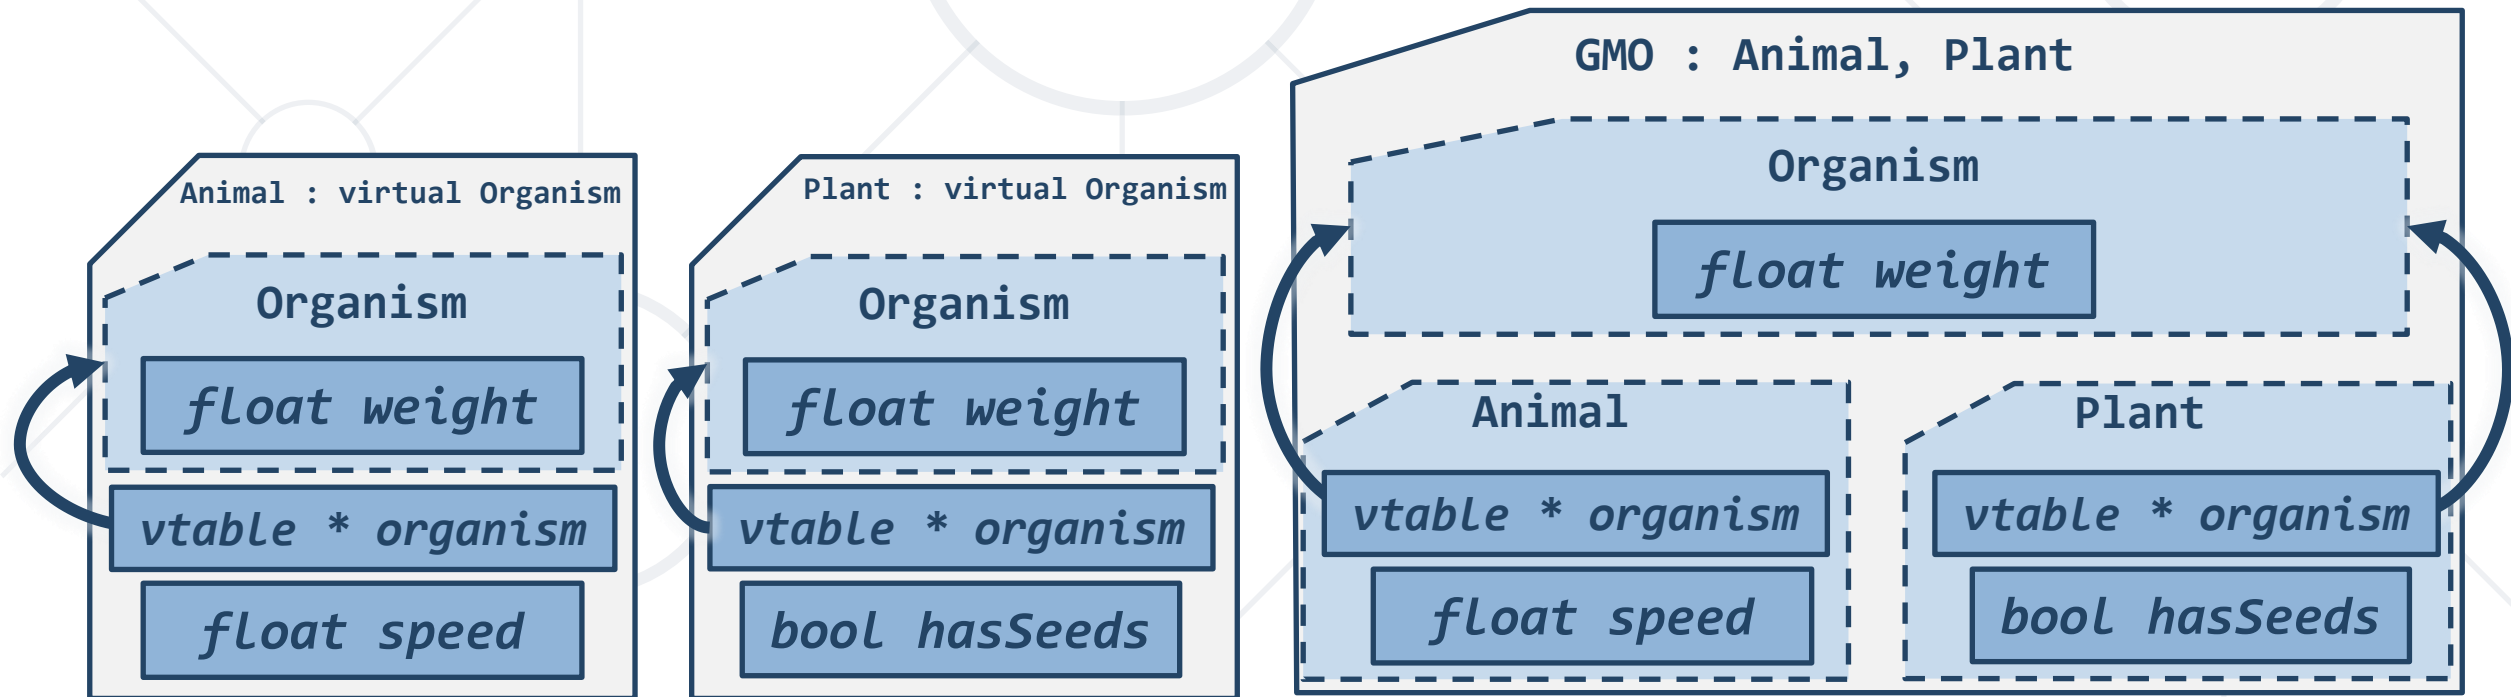 Animal : virtual Organism
Organism
float weight
vtable * organism
float speed
Plant : virtual Organism
Organism
float weight
vtable * organism
bool hasSeeds
GMO : Animal, Plant
Organism
float weight
Animal
vtable * organism
float speed
Plant
vtable * organism
bool hasSeeds